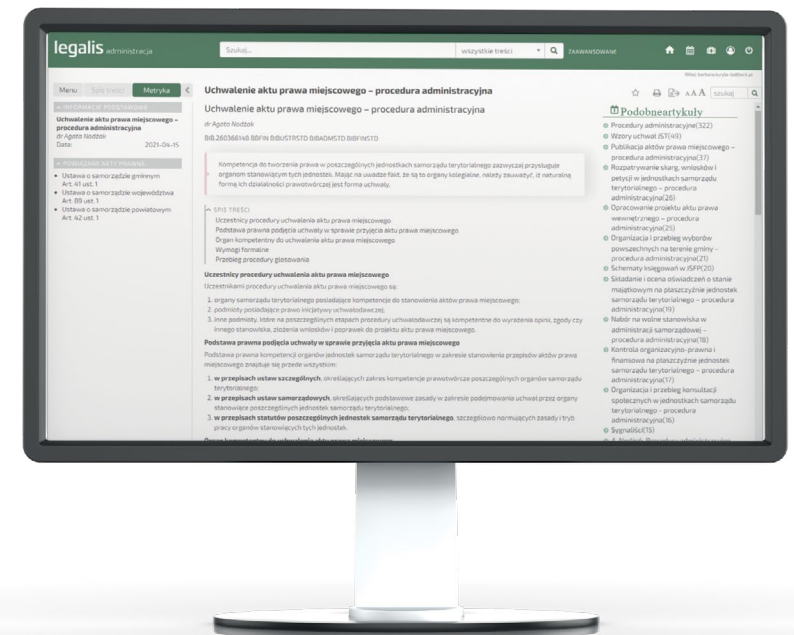 legalis administracja
Szukaj...
wszystkie treści
ZAAWANSOWANE
Menu
Spis treści
Metryka
INFORMACJE PODSTAWOWE
Uchwalenie aktu prawa miejscowego –
procedura administracyjna
dr Agata Nodżak
Data: 2021-04-15
POWIĄZANE AKTY PRAWNE
Ustawa o samorządzie gminnym
Art. 41 ust. 1
Ustawa o samorządzie województwa
Art. 89 ust. 1
Ustawa o samorządzie powiatowym
Art. 42 ust. 1
Uchwalenie aktu prawa miejscowego – procedura administracyjna
AAA
szukaj
Uchwalenie aktu prawa miejscowego – procedura administracyjna
dr Agata Nodżak
BIB.260366148 BBFIN BIBUSTRSTD BIBADMSTD BIBFINSTD
Kompetencja do tworzenia prawa w poszczególnych jednostkach samorządu terytorialnego zazwyczaj przysługuje
organom stanowiącym tych jednostek. Mając na uwadze fakt, że są to organy kolegialne, należy zauważyć, iż naturalną
formą ich działalności prawotwórczej jest forma uchwały.
SPIS TREŚCI
Uczestnicy procedury uchwalenia aktu prawa miejscowego
Podstawa prawna podjęcia uchwały w sprawie przyjęcia aktu prawa miejscowego
Organ kompetentny do uchwalenia aktu prawa miejscowego
Wymogi formalne
Przebieg procedury głosowania
Uczestnicy procedury uchwalenia aktu prawa miejscowego
Uczestnikami procedury uchwalenia aktu prawa miejscowego są:
1. organy samorządu terytorialnego posiadające kompetencje do stanowienia aktów prawa miejscowego;
2. podmioty posiadające prawo inicjatywy uchwałodawczej;
3. inne podmioty, które na poszczególnych etapach procedury uchwałodawczej są kompetentne do wyrażenia opinii, zgody czy
innego stanowiska, złożenia wniosków i poprawek do projektu aktu prawa miejscowego.
Podstawa prawna podjęcia uchwały w sprawie przyjęcia aktu prawa miejscowego
Podstawa prawna kompetencji organów jednostek samorządu terytorialnego w zakresie stanowienia przepisów aktów prawa
miejscowego znajduje się przede wszystkim:
1. w przepisach ustaw szczególnych, określających zakres kompetencje prawotwórcze poszczególnych organów samorządu
terytorialnego;
2. w przepisach ustaw samorządowych, określających podstawowe zasady w zakresie podejmowania uchwał przez organy
stanowiące poszczególnych jednostek samorządu terytorialnego;
3. w przepisach statutów poszczególnych jednostek samorządu terytorialnego, szczegółowo normujących zasady i tryb
pracy organów stanowiących tych jednostek.
Podobneartykuły
Procedury administracyjne(322)
Wzory uchwał JST(49)
Publikacja aktów prawa miejscowego –
procedura administracyjna(37)
Rozpatrywanie skarg, wniosków i
petycji w jednostkach samorządu
terytorialnego – procedura
administracyjna(26)
Opracowanie projektu aktu prawa
wewnętrznego – procedura
administracyjna(25)
Organizacja i przebieg wyborów
powszechnych na terenie gminy –
procedura administracyjna(21)
Schematy księgowań w JSFP(20)
Składanie i ocena oświadczeń o stanie
majątkowym na płaszczyźnie jednostek
samorządu terytorialnego – procedura
administracyjna(19)
Nabór na wolne stanowiska w
administracji samorządowej –
procedura administracyjna(18)
Kontrola organizacyjno-prawna i
finansowa na płaszczyźnie jednostek
samorządu terytorialnego – procedura
administracyjna(17)
Organizacja i przebieg konsultacji
społecznych w jednostkach samorządu
terytorialnego – procedura
administracyjna(16)
Sygnaliści(15)